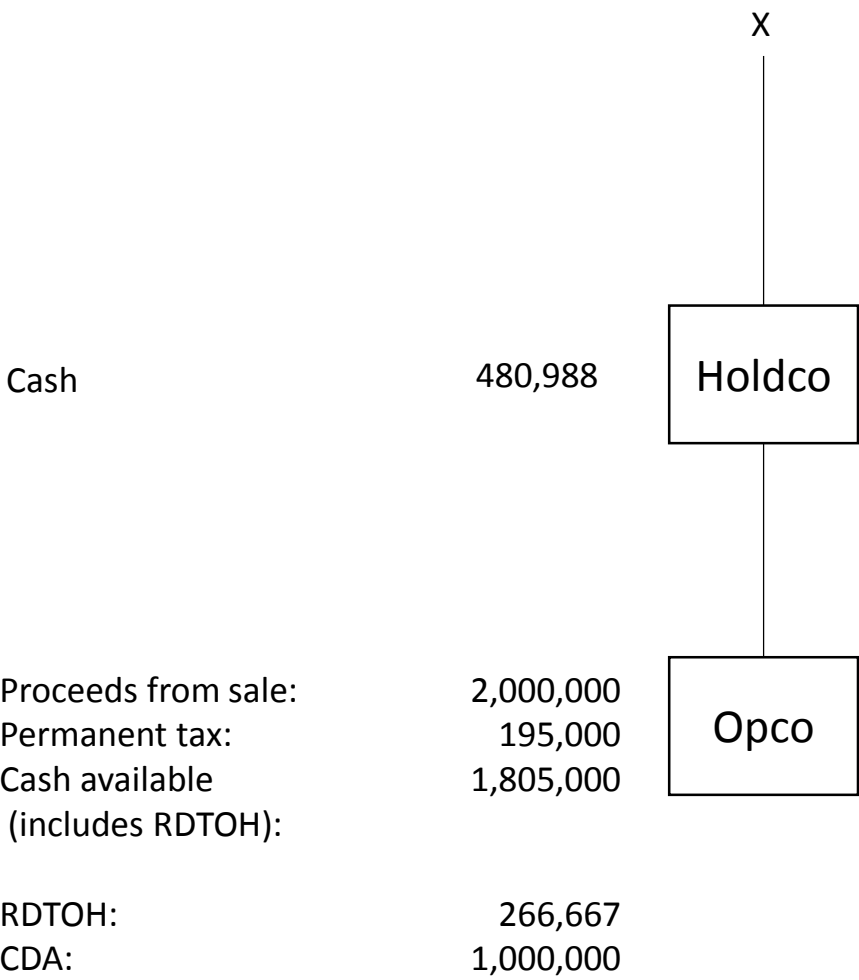 X
Cash 480,988 Holdco
Proceeds from sale: 2,000,000
Permanent tax: 195,000 Opco
Cash available 1,805,000
(includes RDTOH):
RDTOH: 266,667
CDA: 1,000,000